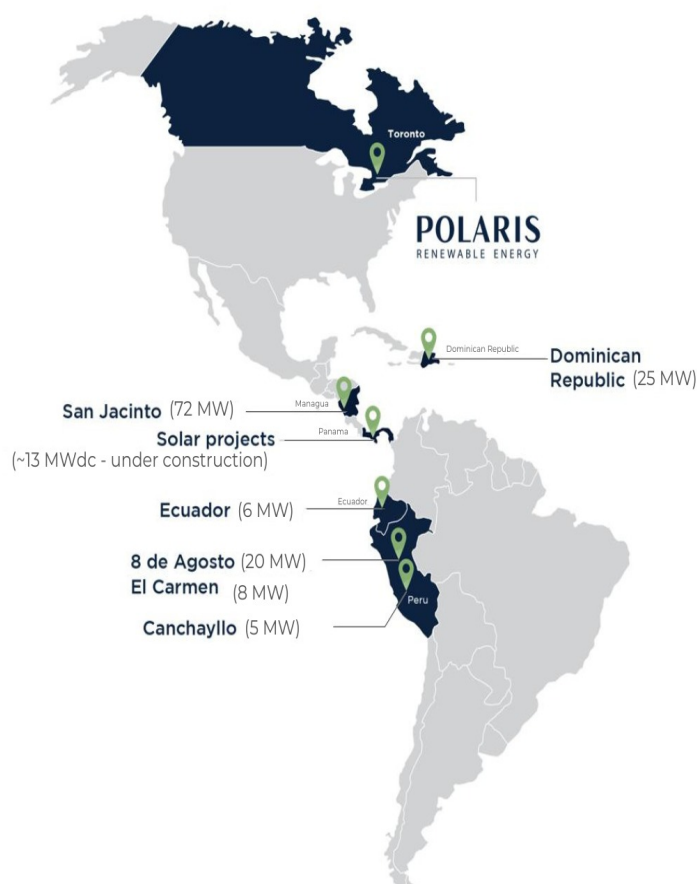 Toronto
POLARIS
RENEWABLE ENERGY
Dominican Republic
Dominican
Republic (25 MW)
Managua
San Jacinto (72 MW)
Panama
Solar projects
(~13 MWdc - under construction)
Ecuador
Ecuador (6 MW)
8 de Agosto (20 MW)
El Carmen (8 MW)
Peru
Canchayllo (5 MW)